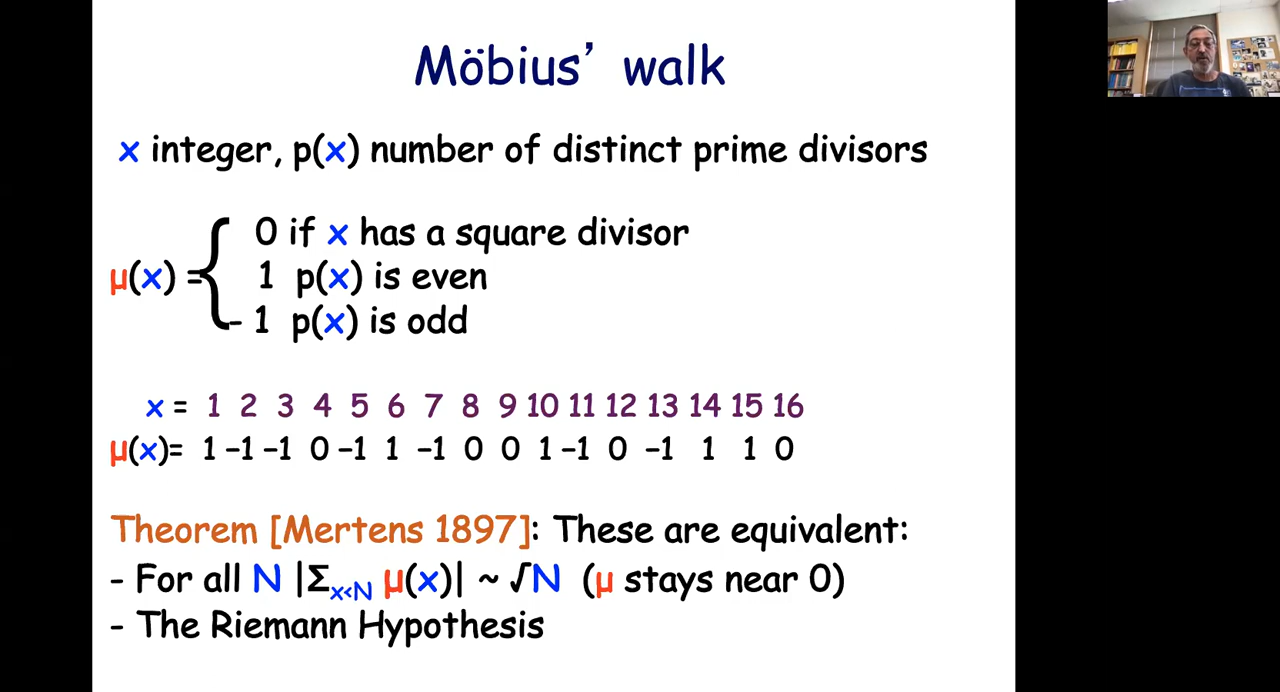 Möbius’ walk
x integer, p(x) number of distinct prime divisors
0 if x has a square divisor
μ(x) = { 1 p(x) is even
- 1 p(x) is odd
x = 1 2 3 4 5 6 7 8 9 10 11 12 13 14 15 16
μ(x)= 1 –1 –1 0 –1 1 –1 0 0 1 –1 0 –1 1 1 0
Theorem [Mertens 1897]: These are equivalent:
- For all N |Σx<N μ(x)| ~ √N (μ stays near 0)
- The Riemann Hypothesis